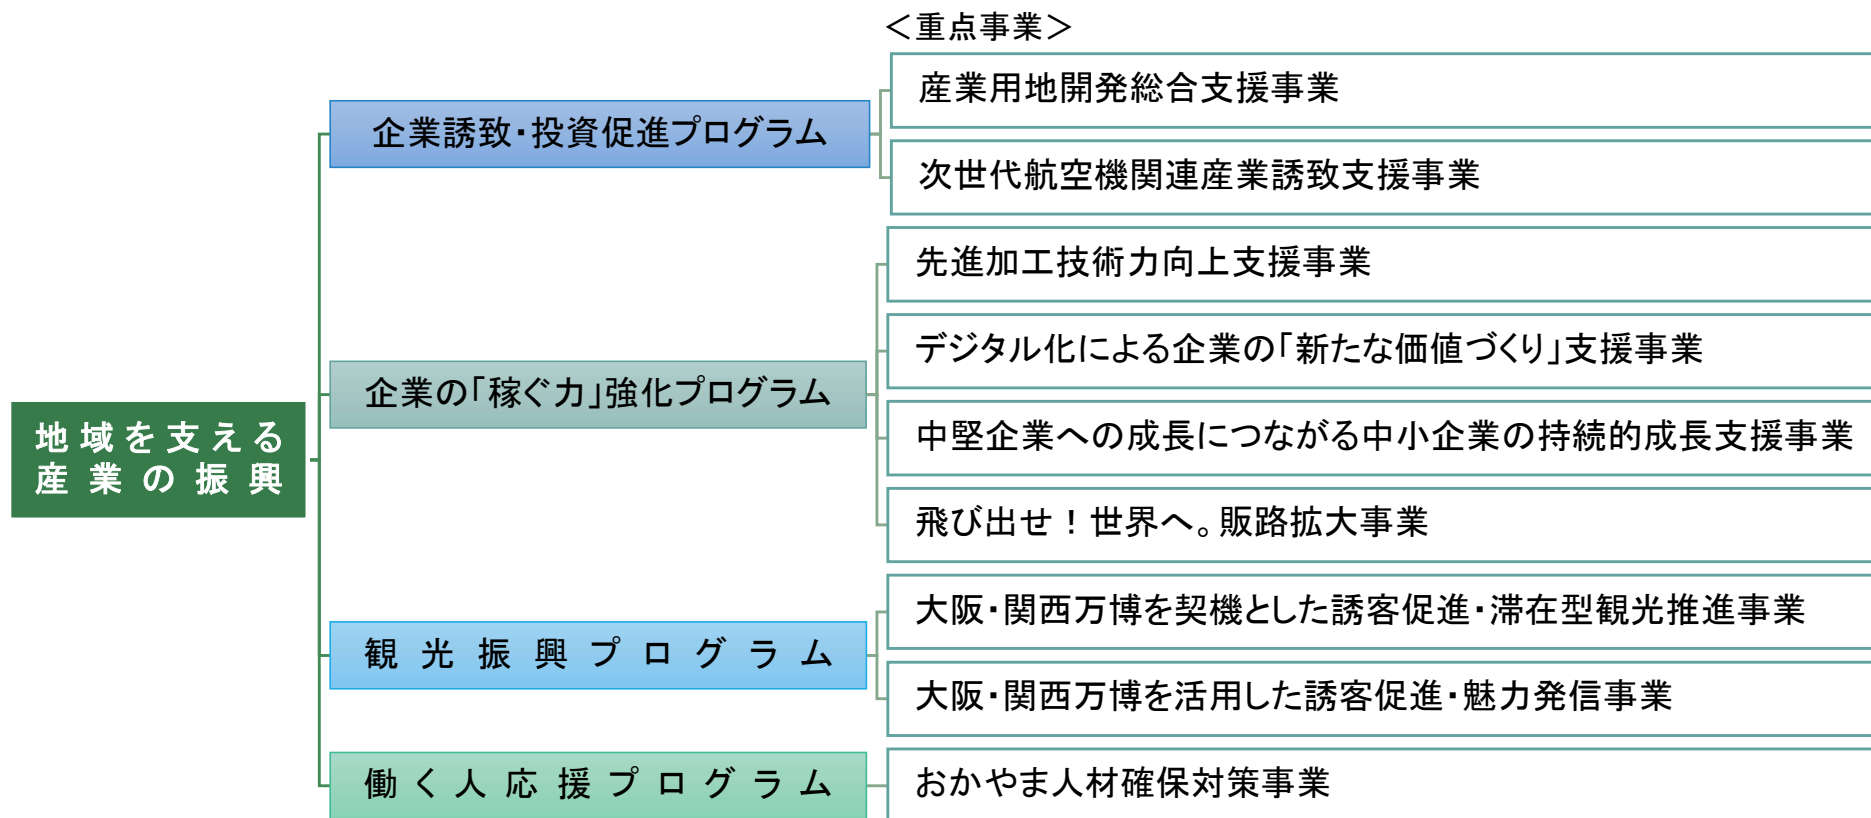 <重点事業>
産業用地開発総合支援事業
企業誘致・投資促進プログラム
次世代航空機関連産業誘致支援事業
先進加工技術力向上支援事業
デジタル化による企業の「新たな価値づくり」支援事業
企業の「稼ぐ力」強化プログラム
中堅企業への成長につながる中小企業の持続的成長支援事業
飛び出せ！世界へ。販路拡大事業
地域を支える
産業の振興
大阪・関西万博を契機とした誘客促進・滞在型観光推進事業
観光振興プログラム
大阪・関西万博を活用した誘客促進・魅力発信事業
働く人応援プログラム
おかやま人材確保対策事業